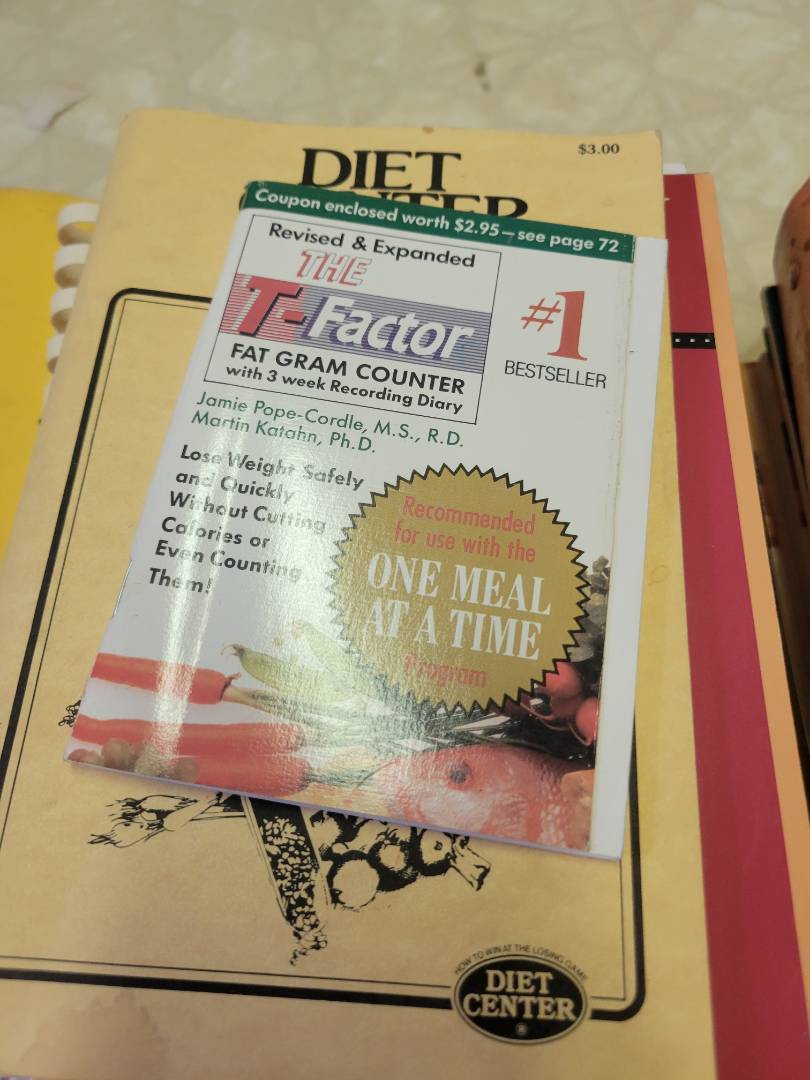 DIET
CENTER
$3.00
Coupon enclosed worth $2.95—see page 72
Revised & Expanded
THE
T-Factor
FAT GRAM COUNTER
with 3 week Recording Diary
#1
BESTSELLER
Jamie Pope-Cordle, M.S., R.D.
Martin Katahn, Ph.D.
Lose Weight Safely
and Quickly
Without Cutting
Calories or
Even Counting
Them!
Recommended
for use with the
ONE MEAL
AT A TIME
Program
HOW TO WIN AT THE LOSING GAME
DIET
CENTER
®